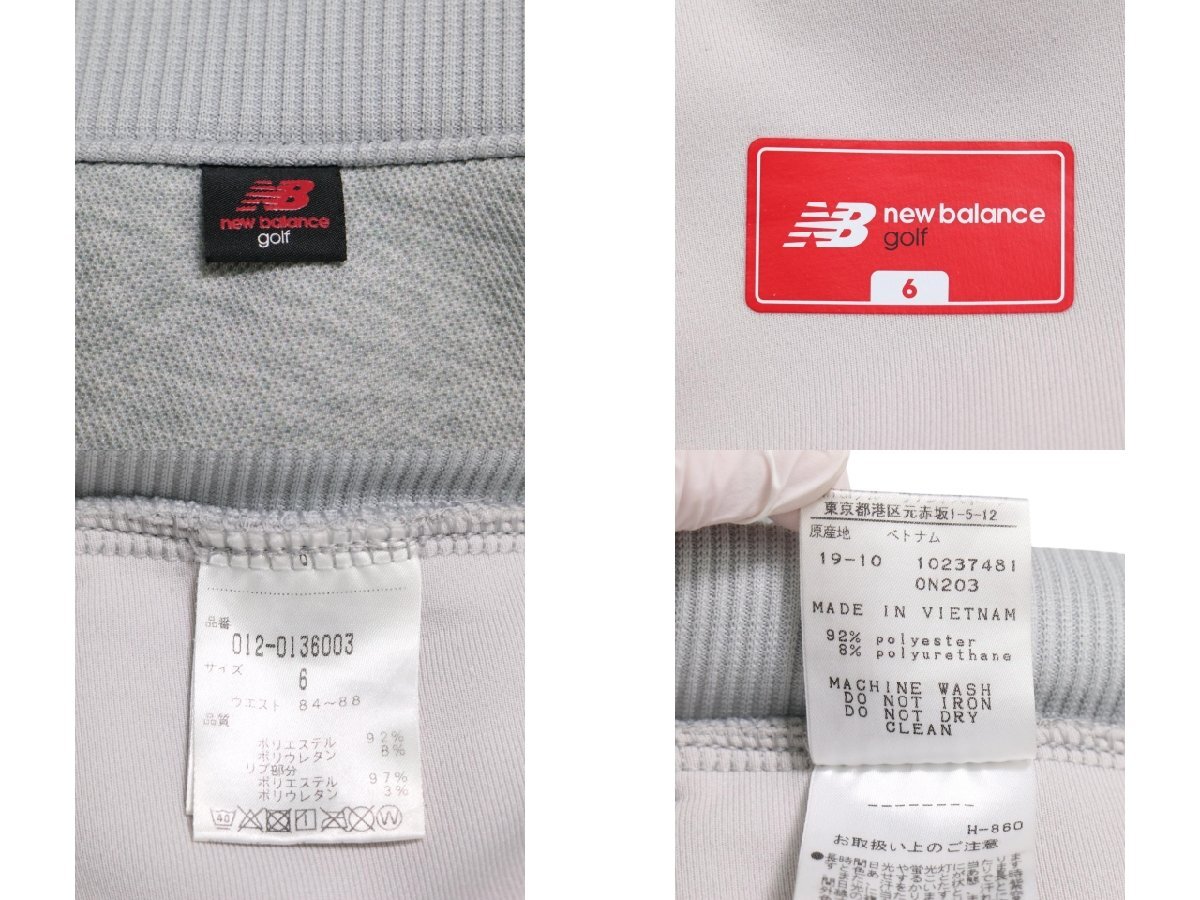 NB
new balance
golf
NB new balance
golf
6
6
品番
012-0136003
サイズ
6
ウエスト 84~88
品質
ポリエステル 92%
ポリウレタン 8%
リブ部分
ポリエステル 97%
ポリウレタン 3%
40
W
東京都港区元赤坂1-5-12
原産地 ベトナム
19-10 10237481
0N203
MADE IN VIETNAM
92% polyester
8% polyurethane
MACHINE WASH
DO NOT IRON
DO NOT DRY
CLEAN
-------
H-860
お取扱い上のご注意